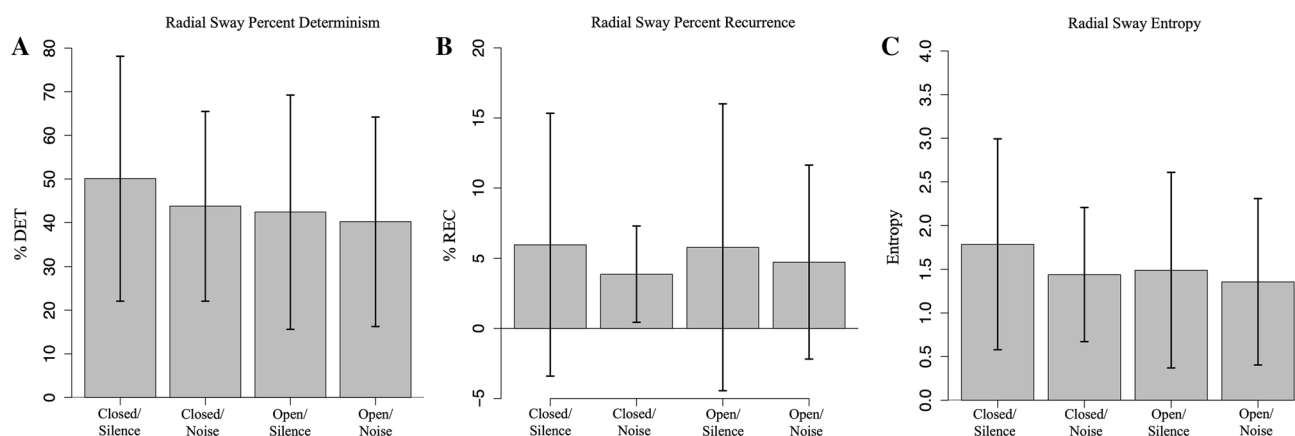 Radial Sway Percent Determinism
A
% DET
80
70
60
50
40
30
20
10
0
Closed/
Silence
Closed/
Noise
Open/
Silence
Open/
Noise
Radial Sway Percent Recurrence
B
% REC
20
15
10
5
0
−5
Closed/
Silence
Closed/
Noise
Open/
Silence
Open/
Noise
Radial Sway Entropy
C
Entropy
4.0
3.5
3.0
2.5
2.0
1.5
1.0
0.5
0.0
Closed/
Silence
Closed/
Noise
Open/
Silence
Open/
Noise